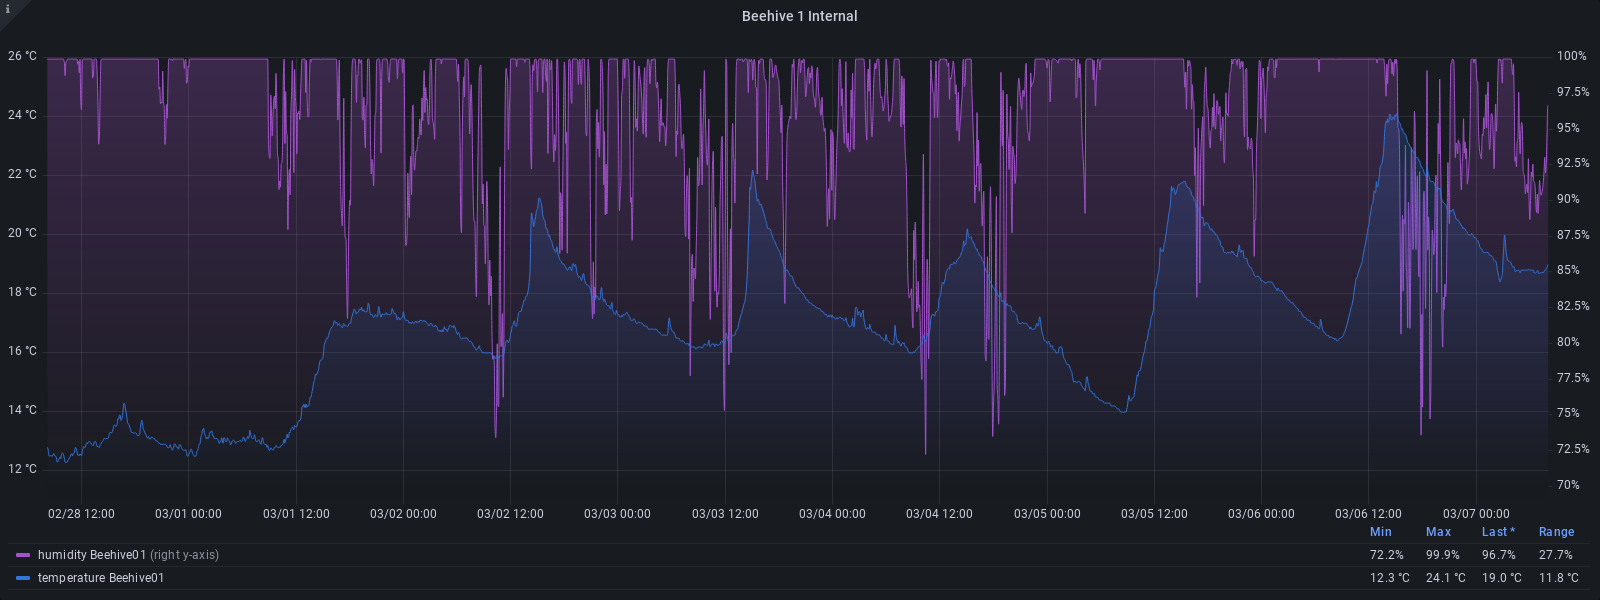 i
Beehive 1 Internal
26 °C 100%
97.5%
24 °C
95%
22 °C 92.5%
90%
20 °C 87.5%
85%
18 °C
82.5%
16 °C 80%
77.5%
14 °C 75%
72.5%
12 °C
70%
02/28 12:00 03/01 00:00 03/01 12:00 03/02 00:00 03/02 12:00 03/03 00:00 03/03 12:00 03/04 00:00 03/04 12:00 03/05 00:00 03/05 12:00 03/06 00:00 03/06 12:00 03/07 00:00
Min Max Last * Range
humidity Beehive01 (right y-axis) 72.2% 99.9% 96.7% 27.7%
temperature Beehive01 12.3 °C 24.1 °C 19.0 °C 11.8 °C